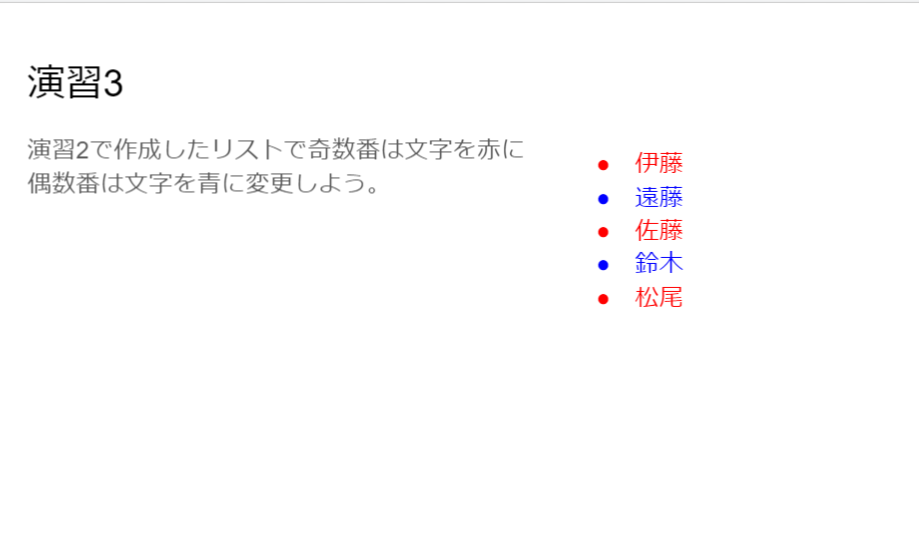 演習3
演習2で作成したリストで奇数番は文字を赤に
偶数番は文字を青に変更しよう。
● 伊藤
● 遠藤
● 佐藤
● 鈴木
● 松尾